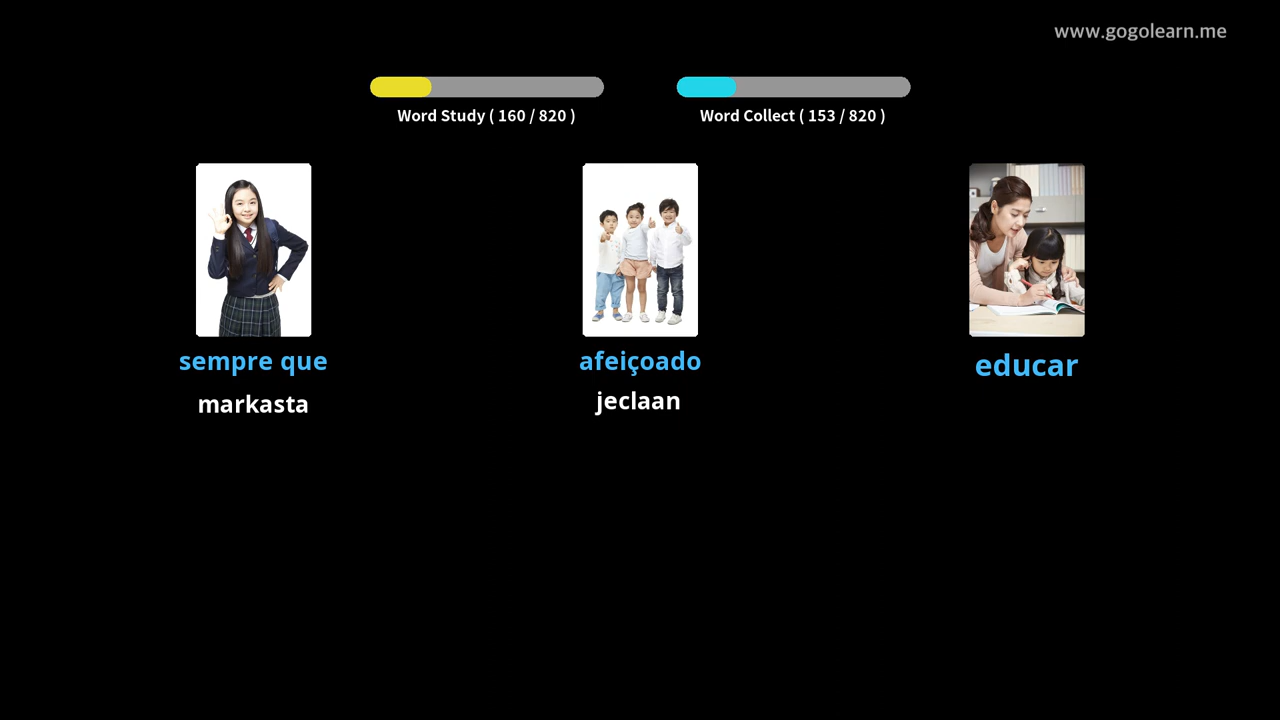 www.gogolearn.me
Word Study ( 160 / 820 )
Word Collect ( 153 / 820 )
sempre que
markasta
afeiçoado
jeclaan
educar